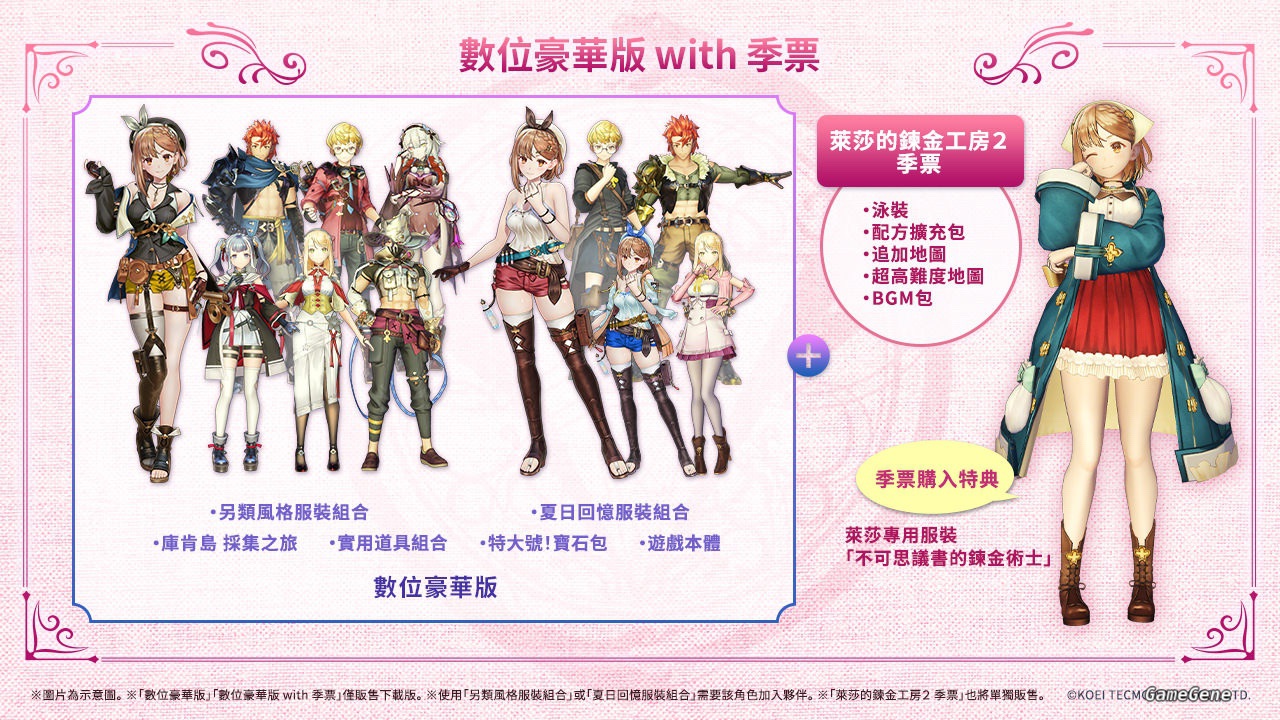 數位豪華版 with 季票
萊莎的鍊金工房2
季票
•泳裝
•配方擴充包
•追加地圖
•超高難度地圖
•BGM包
季票購入特典
萊莎專用服裝
「不可思議書的鍊金術士」
•另類風格服裝組合
•夏日回憶服裝組合
•庫肯島 採集之旅
•實用道具組合
•特大號!寶石包
•遊戲本體
數位豪華版
※圖片為示意圖。※「數位豪華版」「數位豪華版 with 季票」僅販售下載版。※使用「另類風格服裝組合」或「夏日回憶服裝組合」需要該角色加入夥伴。※「萊莎的鍊金工房2 季票」也將單獨販售。
©KOEI TECM
GameGene
TD.